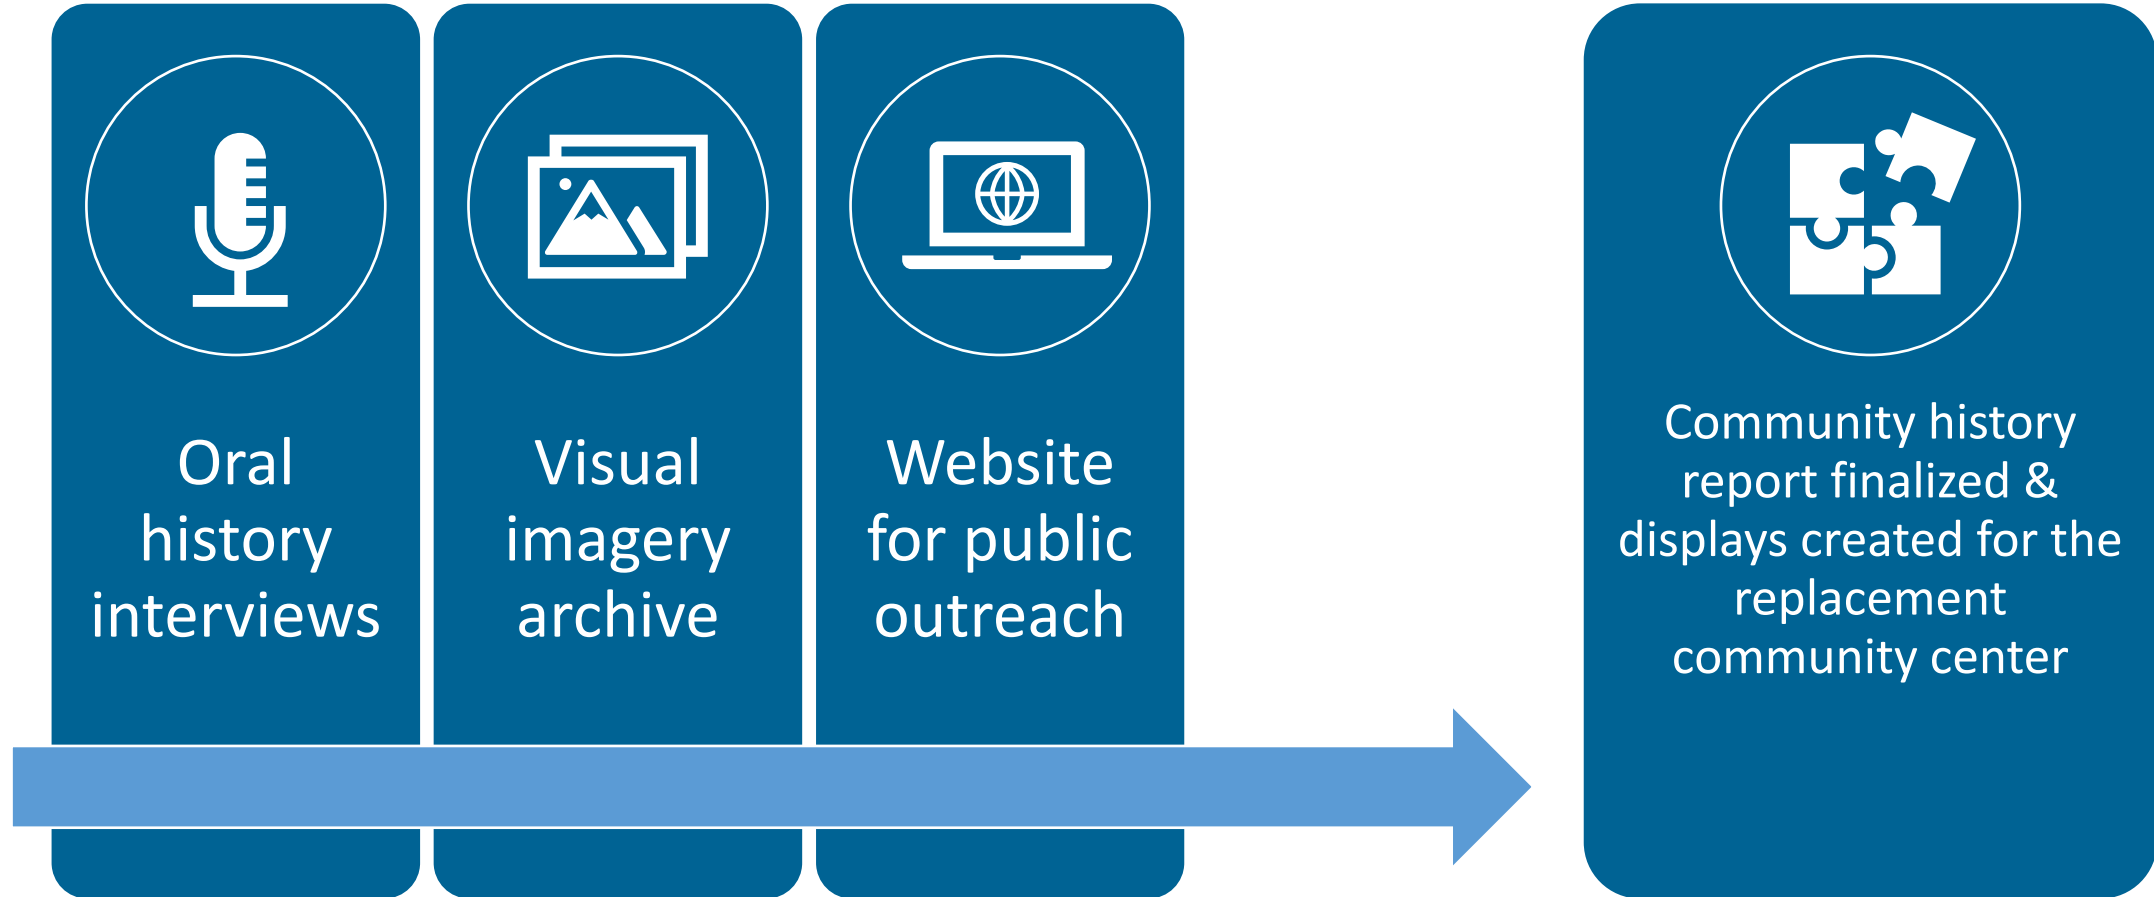 Oral
history
interviews
Visual
imagery
archive
Website
for public
outreach
Community history
report finalized &
displays created for the
replacement
community center